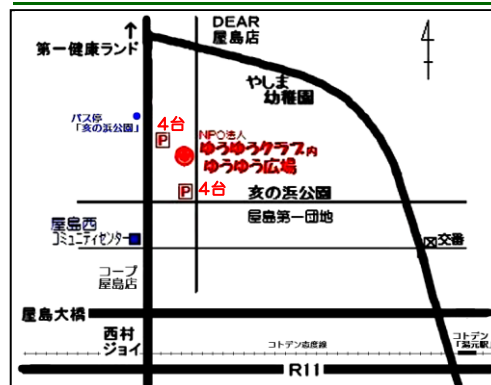 DEAR
屋島店
第一健康ランド
やしま
幼稚園
バス停
「亥の浜公園」
4台
P
NPO法人
ゆうゆうクラブ内
ゆうゆう広場
P
4台
亥の浜公園
屋島第一団地
屋島西
コミュニティセンター
交番
コープ
屋島店
屋島大橋
西村
ジョイ
コトデン志度線
コトデン
「潟元駅」
R11